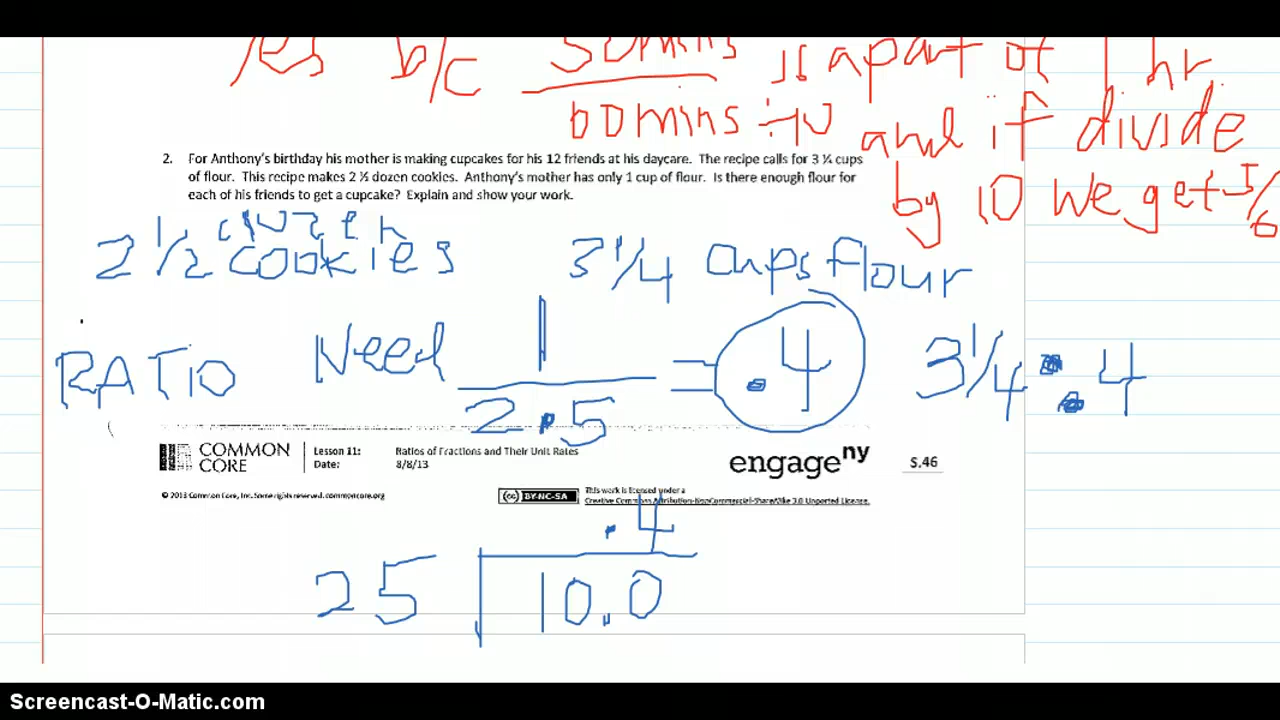 yes b/c 50mins is a part of 1 hr.
60mins ÷10 and if divide
by 10 we get 5/6
2. For Anthony's birthday his mother is making cupcakes for his 12 friends at his daycare. The recipe calls for 3 ¼ cups
of flour. This recipe makes 2 ½ dozen cookies. Anthony's mother has only 1 cup of flour. Is there enough flour for
each of his friends to get a cupcake? Explain and show your work.
dozen
2 1/2 cookies 3 1/4 cups flour
RATIO Need 1 / 2.5 = .4 3 1/4 : .4
COMMON CORE Lesson 11: Ratios of Fractions and Their Unit Rates
Date: 8/8/13
engage ny S.46
© 2013 Common Core, Inc. Some rights reserved. commoncore.org
(cc) BY-NC-SA This work is licensed under a
Creative Commons Attribution-NonCommercial-ShareAlike 3.0 Unported License.
.4
25 10.0
Screencast-O-Matic.com